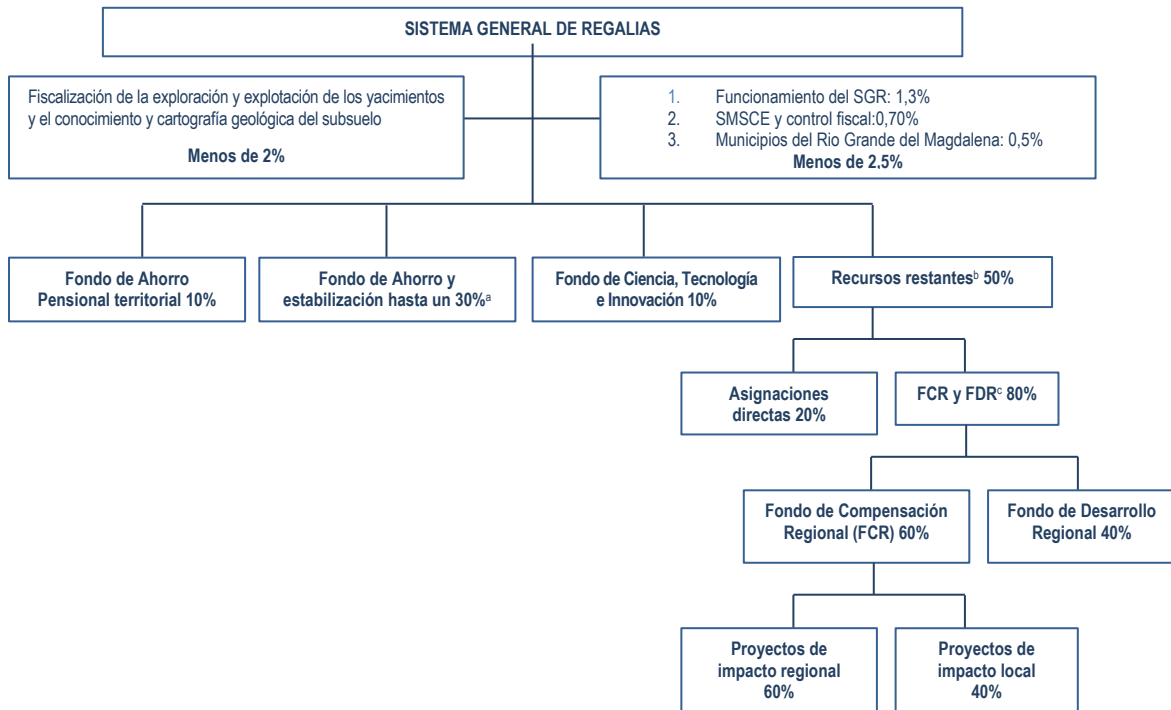 SISTEMA GENERAL DE REGALIAS
Fiscalización de la exploración y explotación de los yacimientos
y el conocimiento y cartografía geológica del subsuelo
Menos de 2%
1. Funcionamiento del SGR: 1,3%
2. SMSCE y control fiscal:0,70%
3. Municipios del Rio Grande del Magdalena: 0,5%
Menos de 2,5%
Fondo de Ahorro
Pensional territorial 10%
Fondo de Ahorro y
estabilización hasta un 30%ᵃ
Fondo de Ciencia, Tecnología
e Innovación 10%
Recursos restantesᵇ 50%
Asignaciones
directas 20%
FCR y FDRᶜ 80%
Fondo de Compensación
Regional (FCR) 60%
Fondo de Desarrollo
Regional 40%
Proyectos de
impacto regional
60%
Proyectos de
impacto local
40%